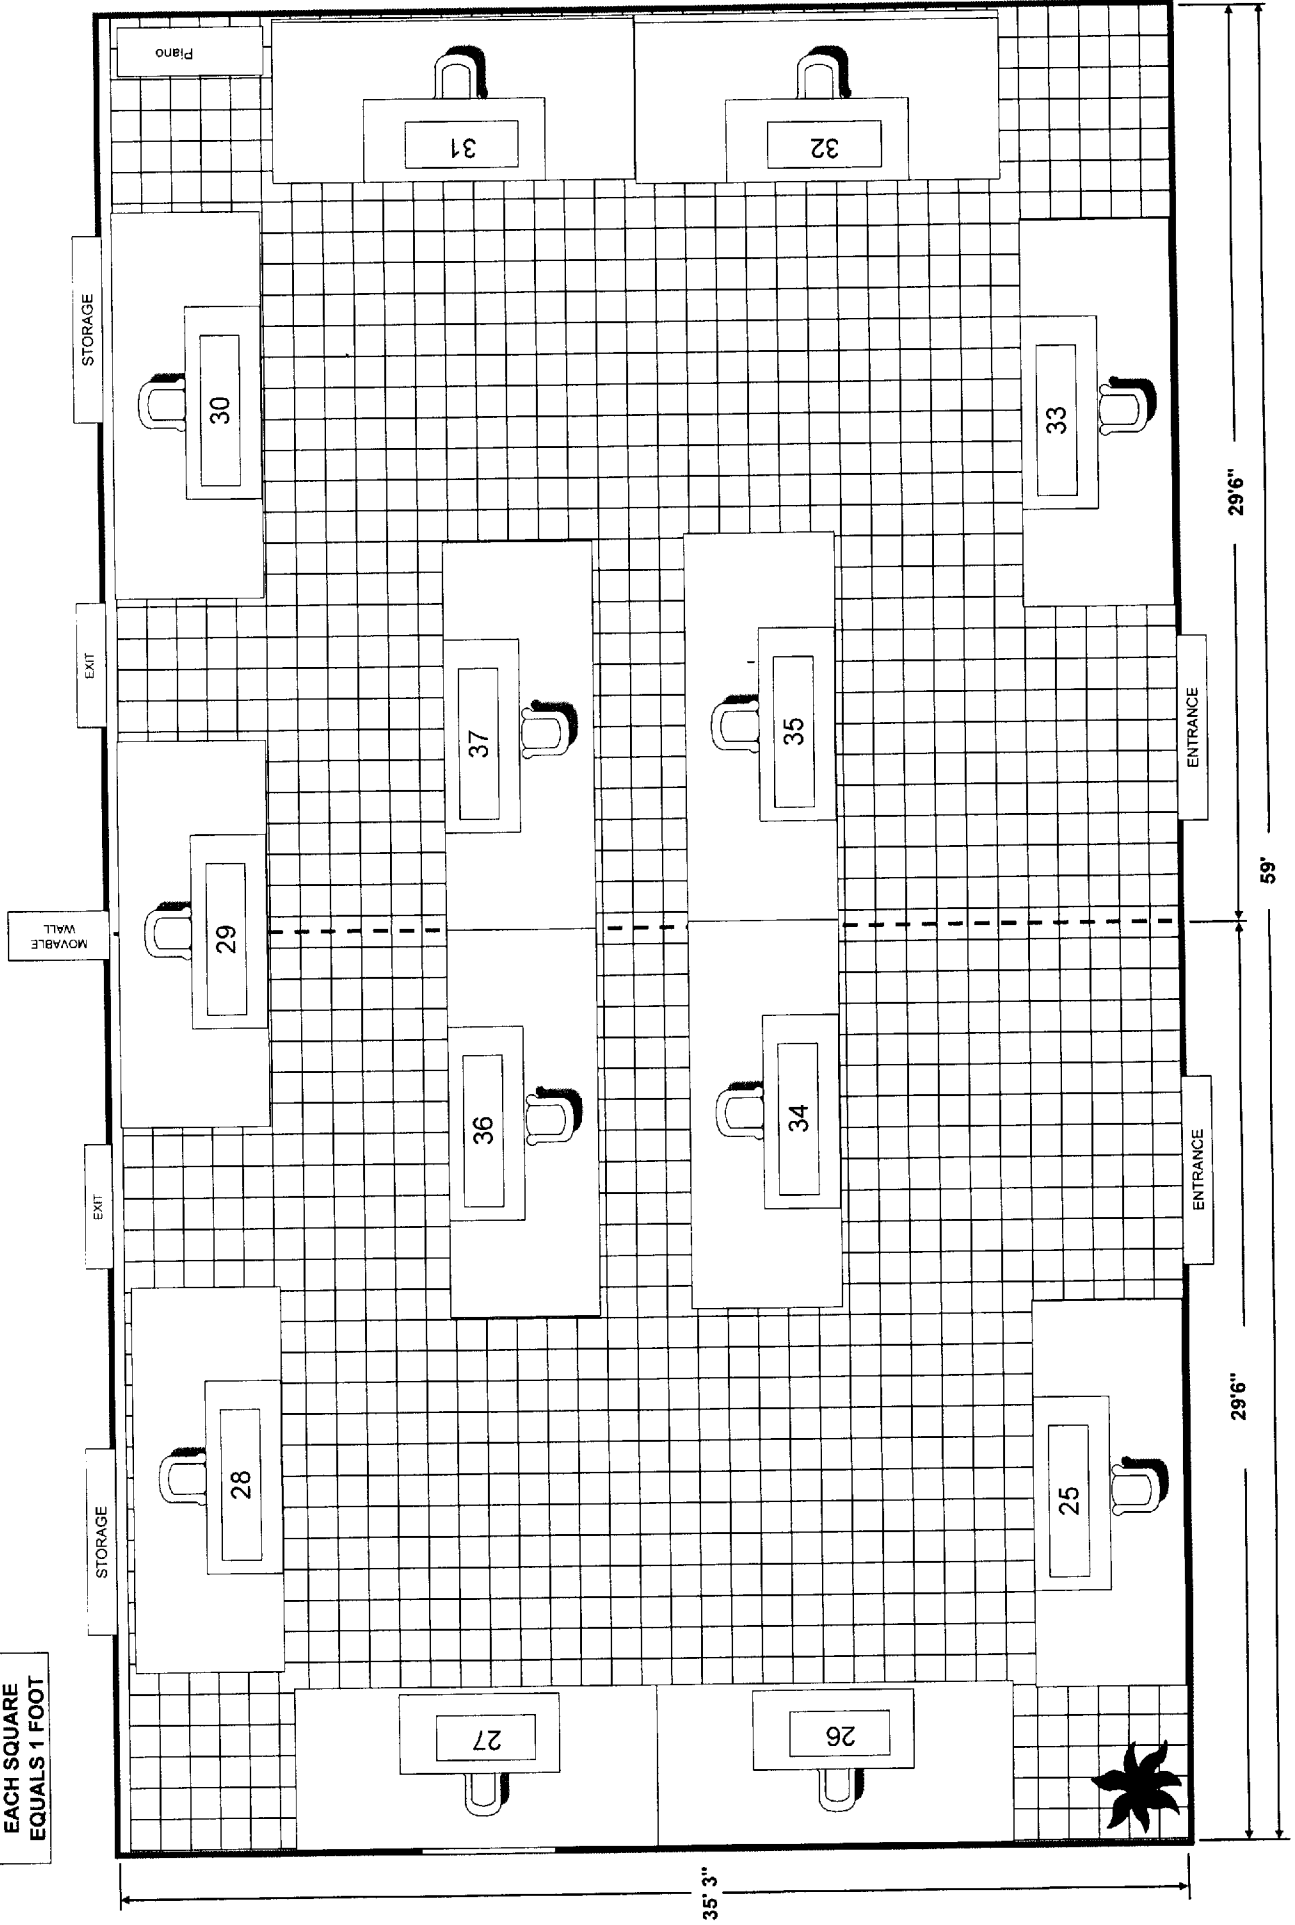 EACH SQUARE
EQUALS 1 FOOT
STORAGE
EXIT
MOVABLE
WALL
EXIT
STORAGE
Piano
28
29
30
27
36
37
31
26
34
35
32
25
33
ENTRANCE
ENTRANCE
35' 3"
29'6"
29'6"
59'